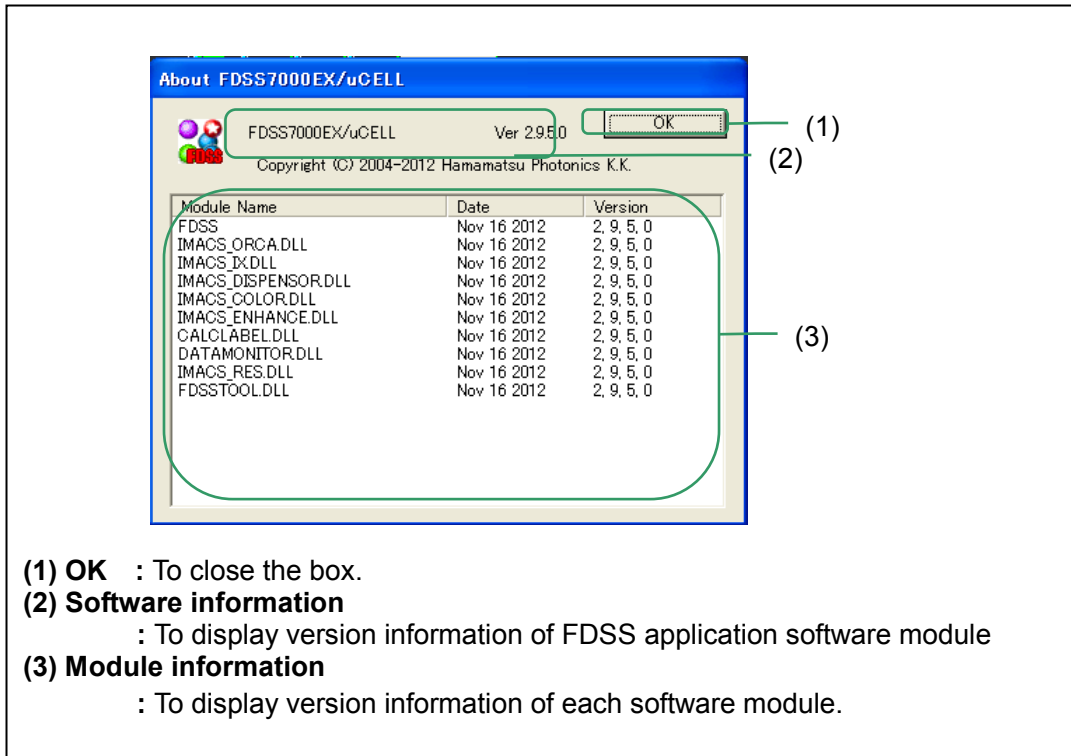 About FDSS7000EX/uCELL
FDSS
FDSS7000EX/uCELL Ver 2.9.5.0
OK
(1)
(2)
Copyright (C) 2004-2012 Hamamatsu Photonics K.K.
Module Name Date Version
FDSS Nov 16 2012 2, 9, 5, 0
IMACS_ORCA.DLL Nov 16 2012 2, 9, 5, 0
IMACS_IX.DLL Nov 16 2012 2, 9, 5, 0
IMACS_DISPENSOR.DLL Nov 16 2012 2, 9, 5, 0
IMACS_COLOR.DLL Nov 16 2012 2, 9, 5, 0
IMACS_ENHANCE.DLL Nov 16 2012 2, 9, 5, 0
CALCLABEL.DLL Nov 16 2012 2, 9, 5, 0
DATAMONITOR.DLL Nov 16 2012 2, 9, 5, 0
IMACS_RES.DLL Nov 16 2012 2, 9, 5, 0
FDSSTOOL.DLL Nov 16 2012 2, 9, 5, 0
(3)
(1) OK : To close the box.
(2) Software information
: To display version information of FDSS application software module
(3) Module information
: To display version information of each software module.